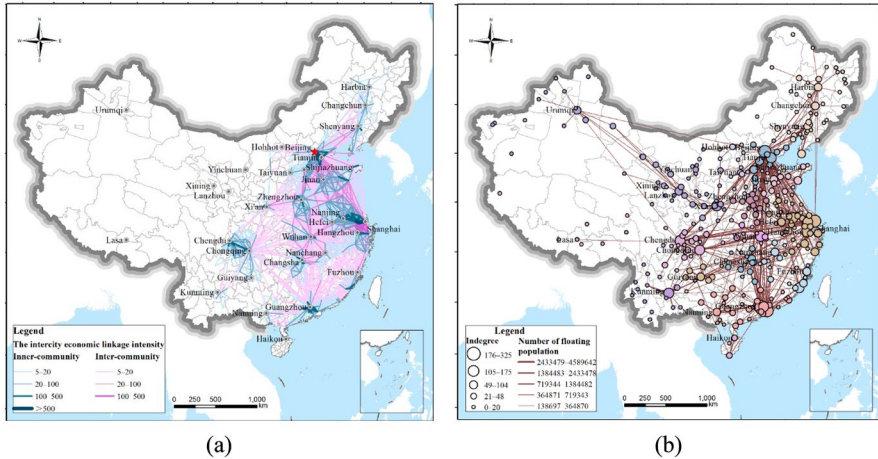 N
W
E
S
Harbin
Changchun
Shenyang
Urumqi
Hohhot
Beijing
Tianjin
Shijiazhuang
Yinchuan
Taiyuan
Jinan
Xining
Lanzhou
Zhengzhou
Xi'an
Nanjing
Hefei
Shanghai
Lasa
Chengdu
Wuhan
Hangzhou
Chongqing
Nanchang
Changsha
Guiyang
Fuzhou
Kunming
Guangzhou
Nanning
Haikou
Legend
The intercity economic linkage intensity
Inner-community
Inter-community
5-20
5-20
20-100
20-100
100-500
100-500
>500
0
500
1,000
km
(a)
N
W
E
S
Harbin
Changchun
Shenyang
Urumqi
Hohhot
Beijing
Tianjin
Yinchuan
Taiyuan
Xining
Lanzhou
Shanghai
Lasa
Chengdu
Fuzhou
Kunming
Nanning
Haikou
Legend
Indegree
Number of floating
population
176-325
2433479-4589642
105-175
1384483-2433478
49-104
719344 1384482
21-48
364871 719343
0-20
138697 364870
0
500
1,000
km
(b)